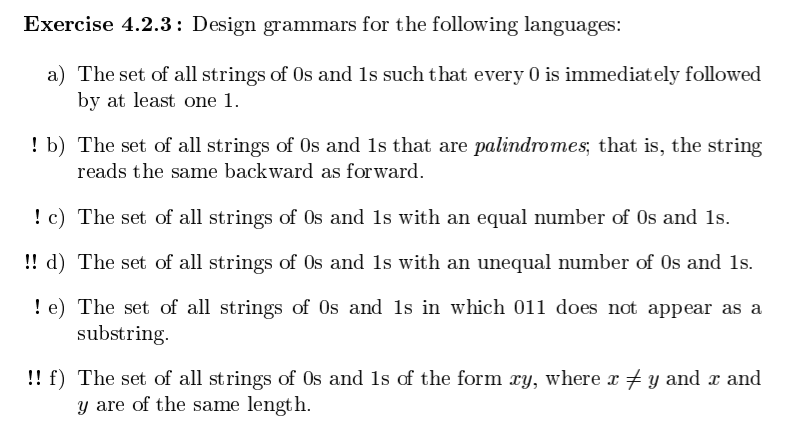 Exercise 4.2.3: Design grammars for the following languages:
a) The set of all strings of 0s and 1s such that every 0 is immediately followed
by at least one 1.
! b) The set of all strings of 0s and 1s that are palindromes; that is, the string
reads the same backward as forward.
! c) The set of all strings of 0s and 1s with an equal number of 0s and 1s.
!! d) The set of all strings of 0s and 1s with an unequal number of 0s and 1s.
! e) The set of all strings of 0s and 1s in which 011 does not appear as a
substring.
!! f) The set of all strings of 0s and 1s of the form xy, where x ≠ y and x and
y are of the same length.